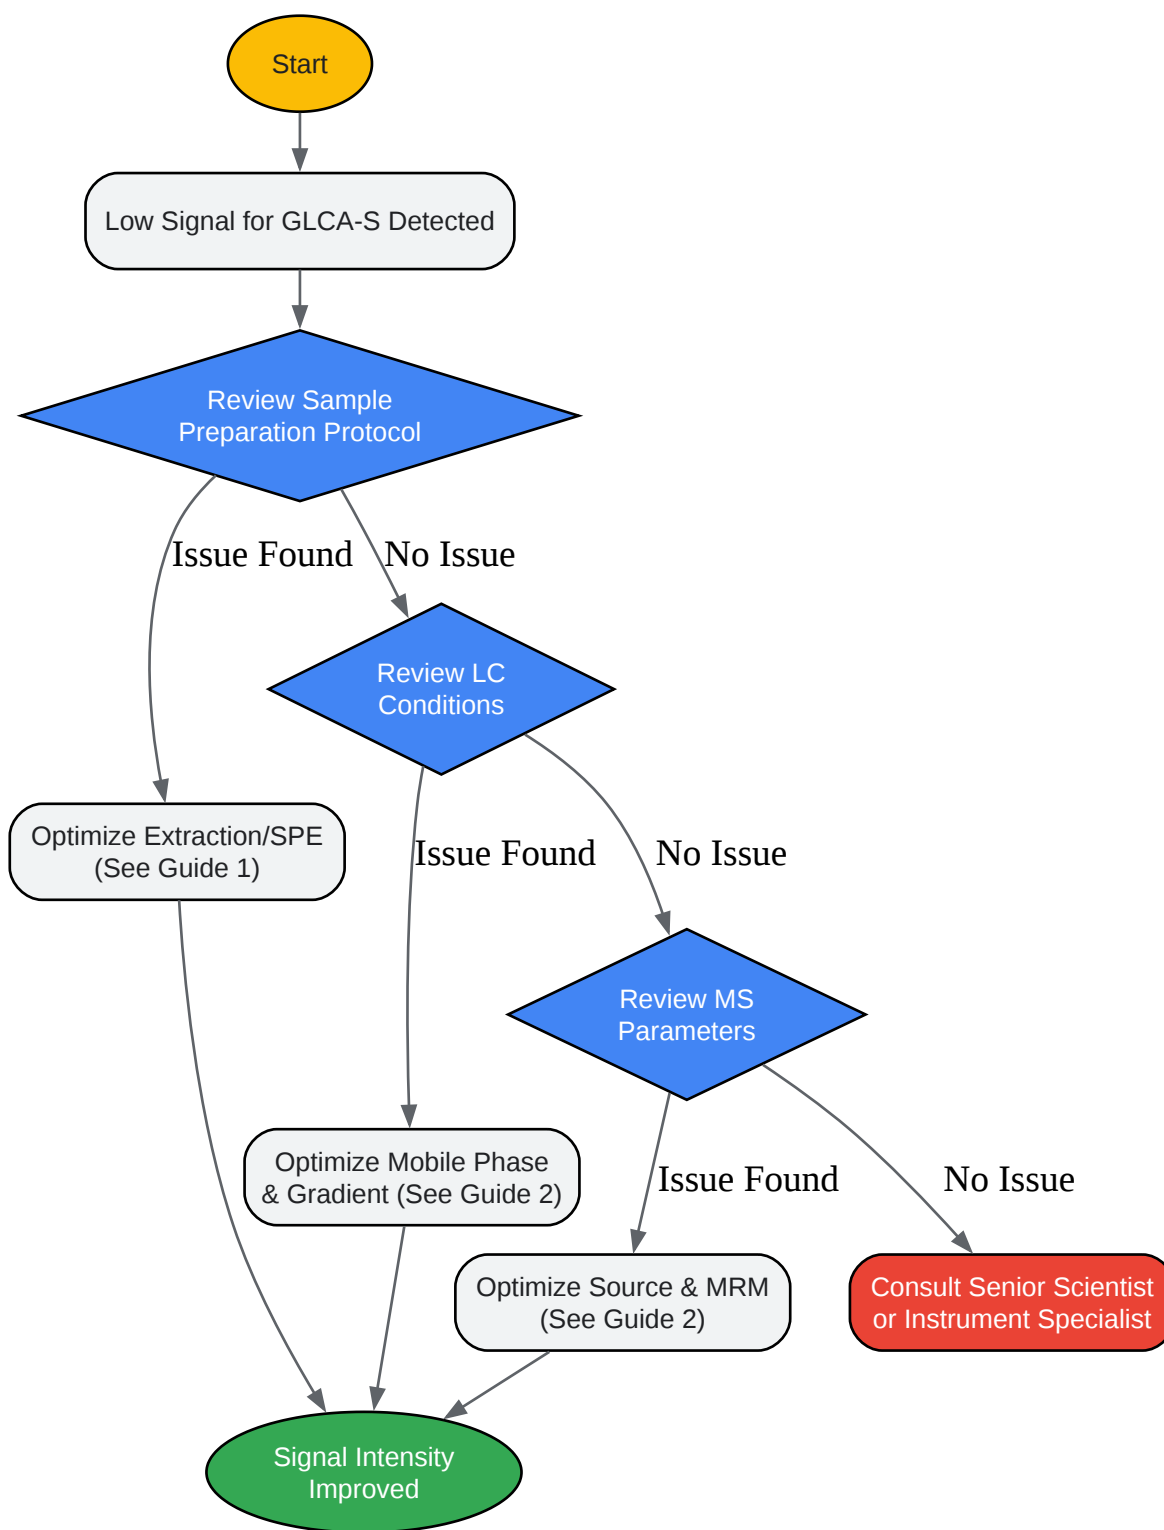 Start
Low Signal for GLCA-S Detected
Review Sample
Preparation Protocol
Issue Found
No Issue
Review LC
Conditions
Optimize Extraction/SPE
(See Guide 1)
Issue Found
No Issue
Review MS
Parameters
Optimize Mobile Phase
& Gradient (See Guide 2)
Issue Found
No Issue
Optimize Source & MRM
(See Guide 2)
Consult Senior Scientist
or Instrument Specialist
Signal Intensity
Improved